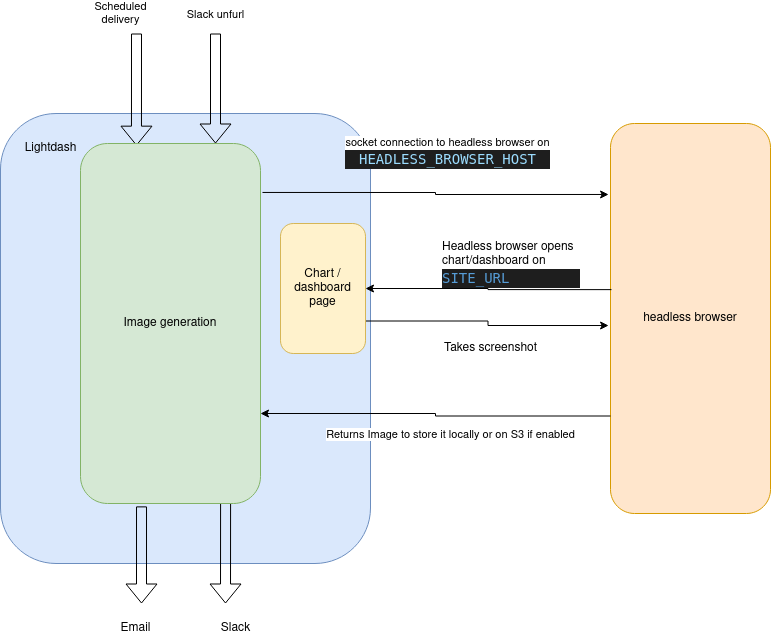 Scheduled
delivery
Slack unfurl
Lightdash
socket connection to headless browser on
HEADLESS_BROWSER_HOST
Headless browser opens
chart/dashboard on
SITE_URL
Chart /
dashboard
page
Image generation
headless browser
Takes screenshot
Returns Image to store it locally or on S3 if enabled
Email
Slack